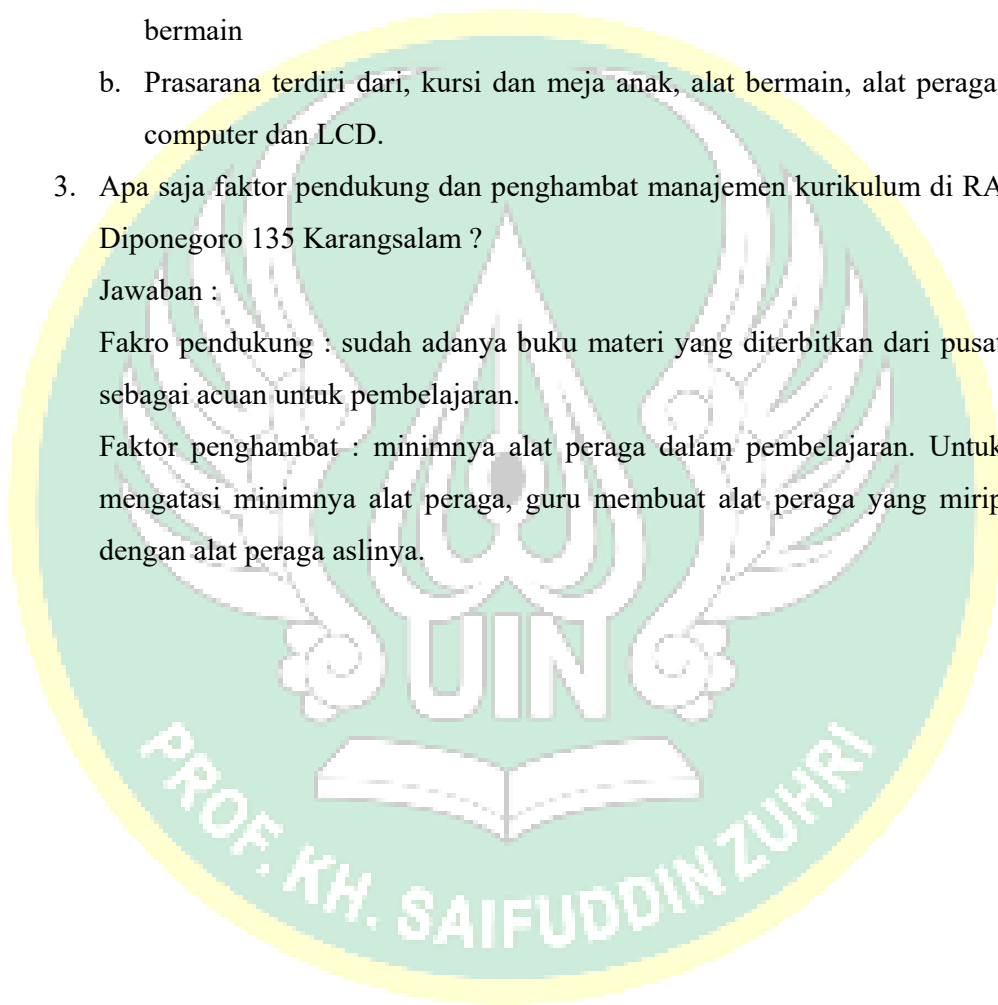 bermain
b. Prasarana terdiri dari, kursi dan meja anak, alat bermain, alat peraga
computer dan LCD.
3. Apa saja faktor pendukung dan penghambat manajemen kurikulum di RA
Diponegoro 135 Karangsalam ?
Jawaban :
Fakro pendukung : sudah adanya buku materi yang diterbitkan dari pusat
sebagai acuan untuk pembelajaran.
Faktor penghambat : minimnya alat peraga dalam pembelajaran. Untuk
mengatasi minimnya alat peraga, guru membuat alat peraga yang mirip
dengan alat peraga aslinya.
UIN
PROF. KH. SAIFUDDIN ZUHRI